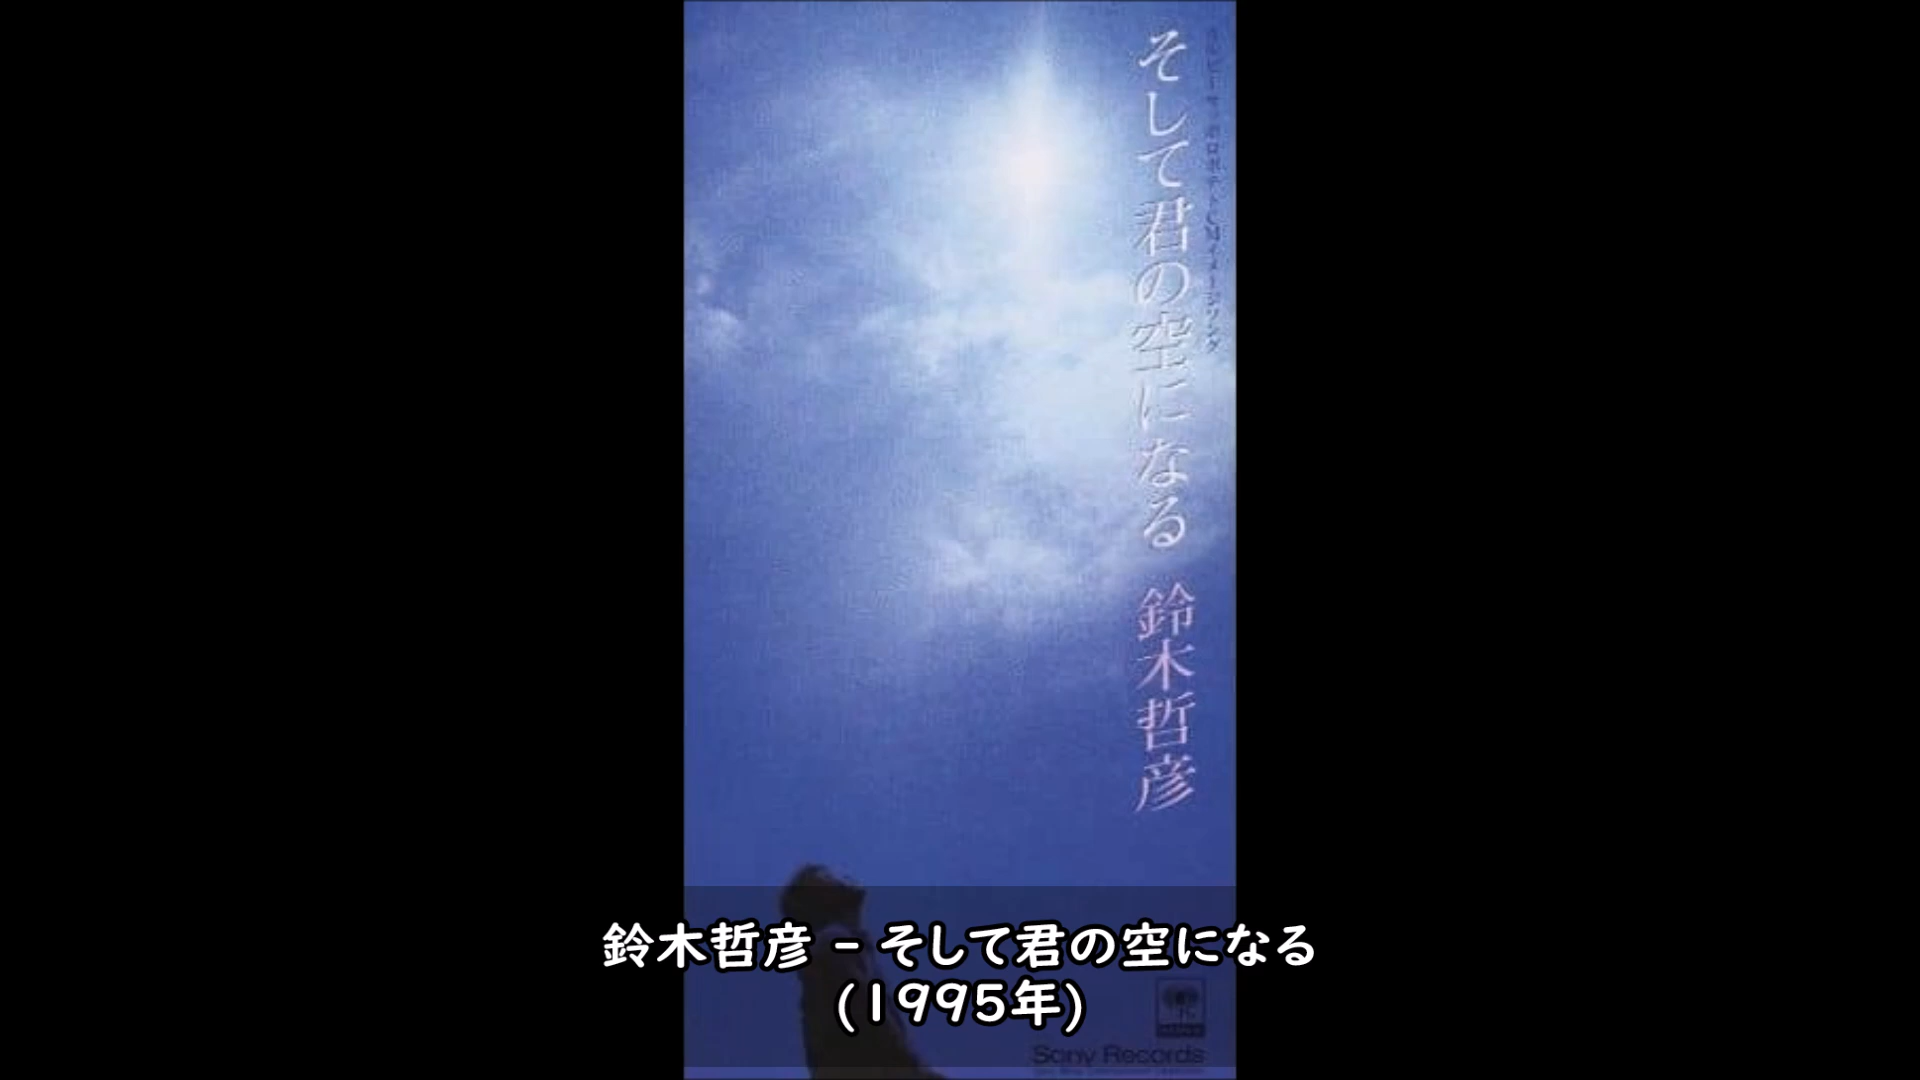 そして君の空になる 鈴木哲彦
鈴木哲彦 - そして君の空になる
(1995年)
Sony Records